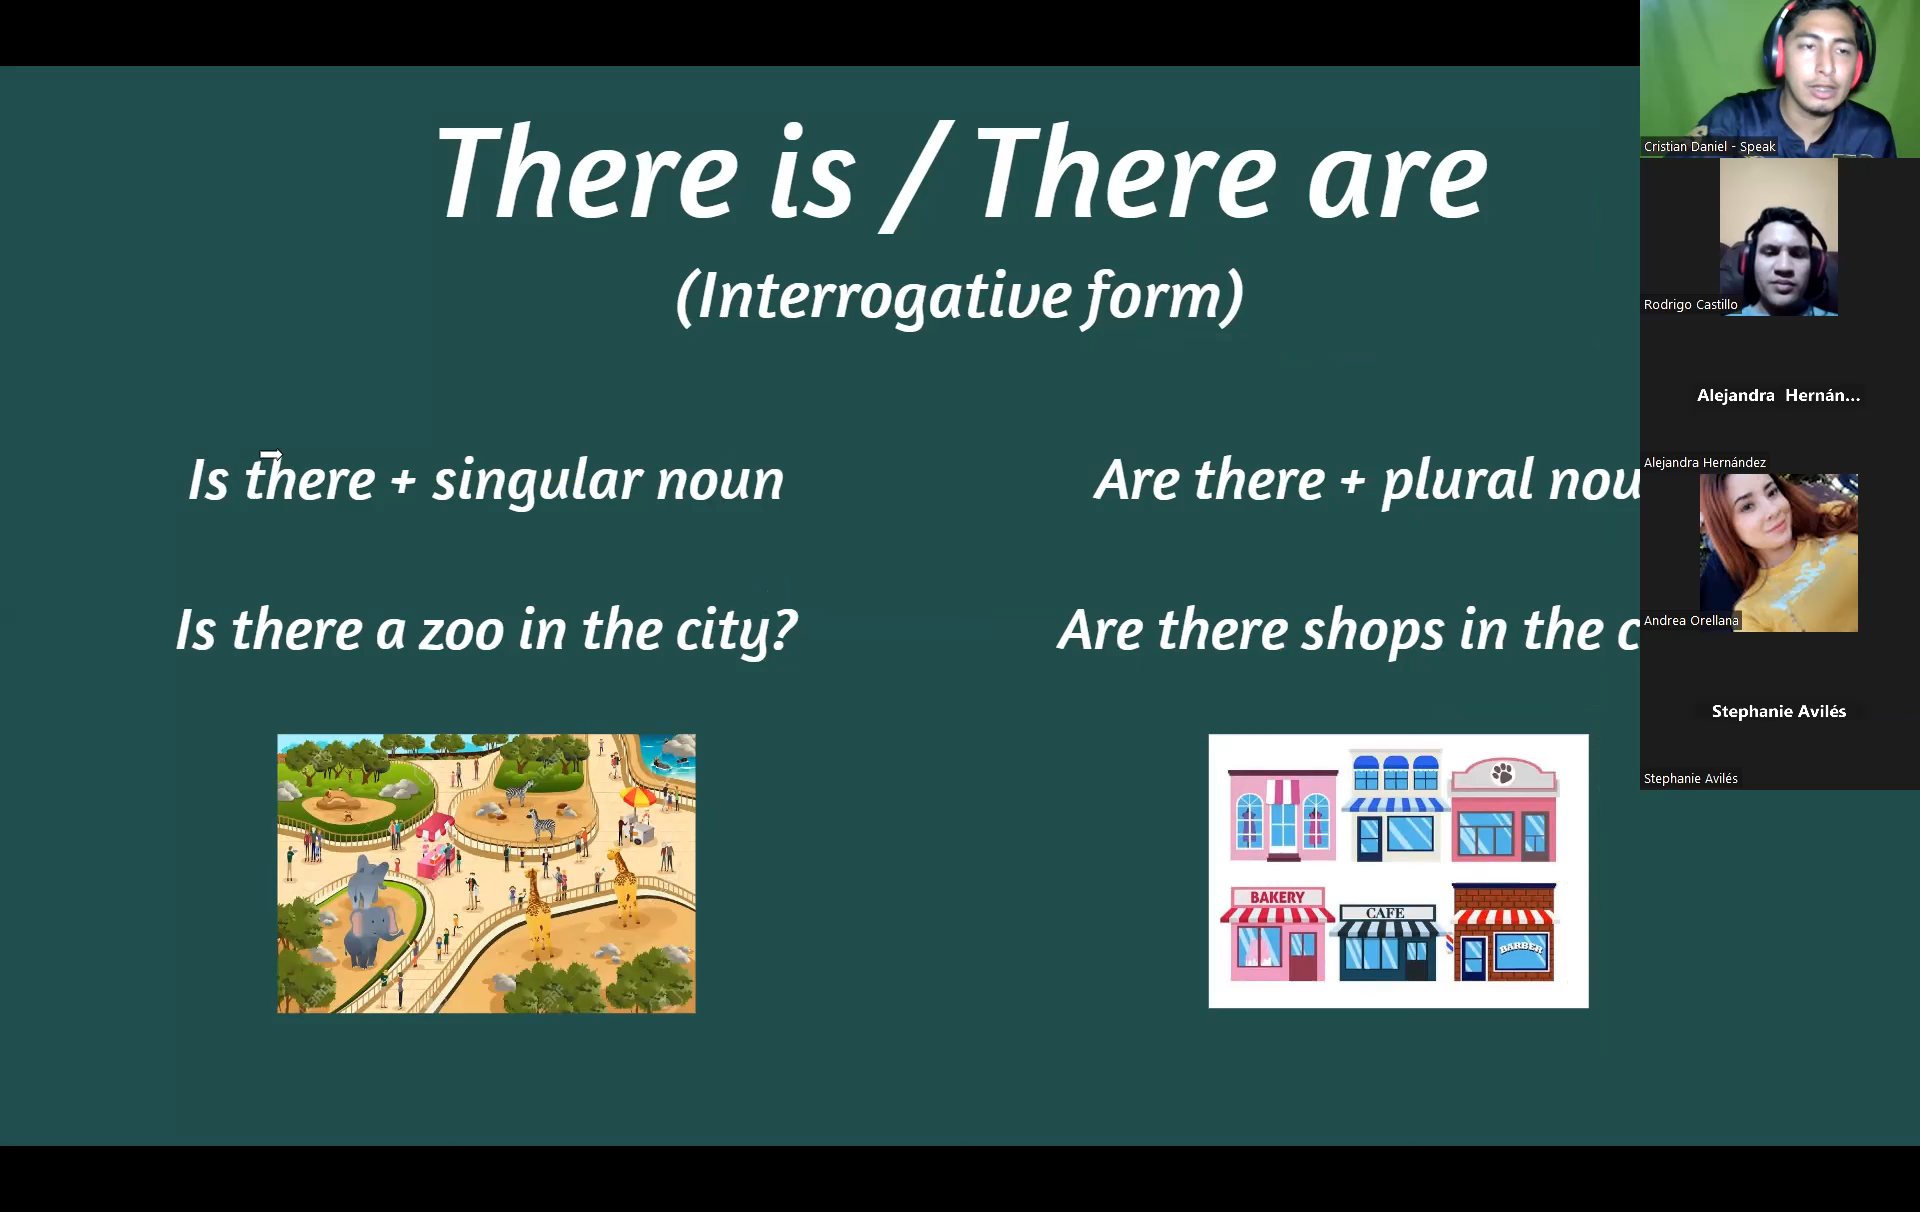 There is / There are
(Interrogative form)
Is there + singular noun
Are there + plural nou
Is there a zoo in the city?
Are there shops in the c
BAKERY
CAFE
BARBER
Cristian Daniel - Speak
Rodrigo Castillo
Alejandra Hernán...
Alejandra Hernández
Andrea Orellana
Stephanie Avilés
Stephanie Avilés